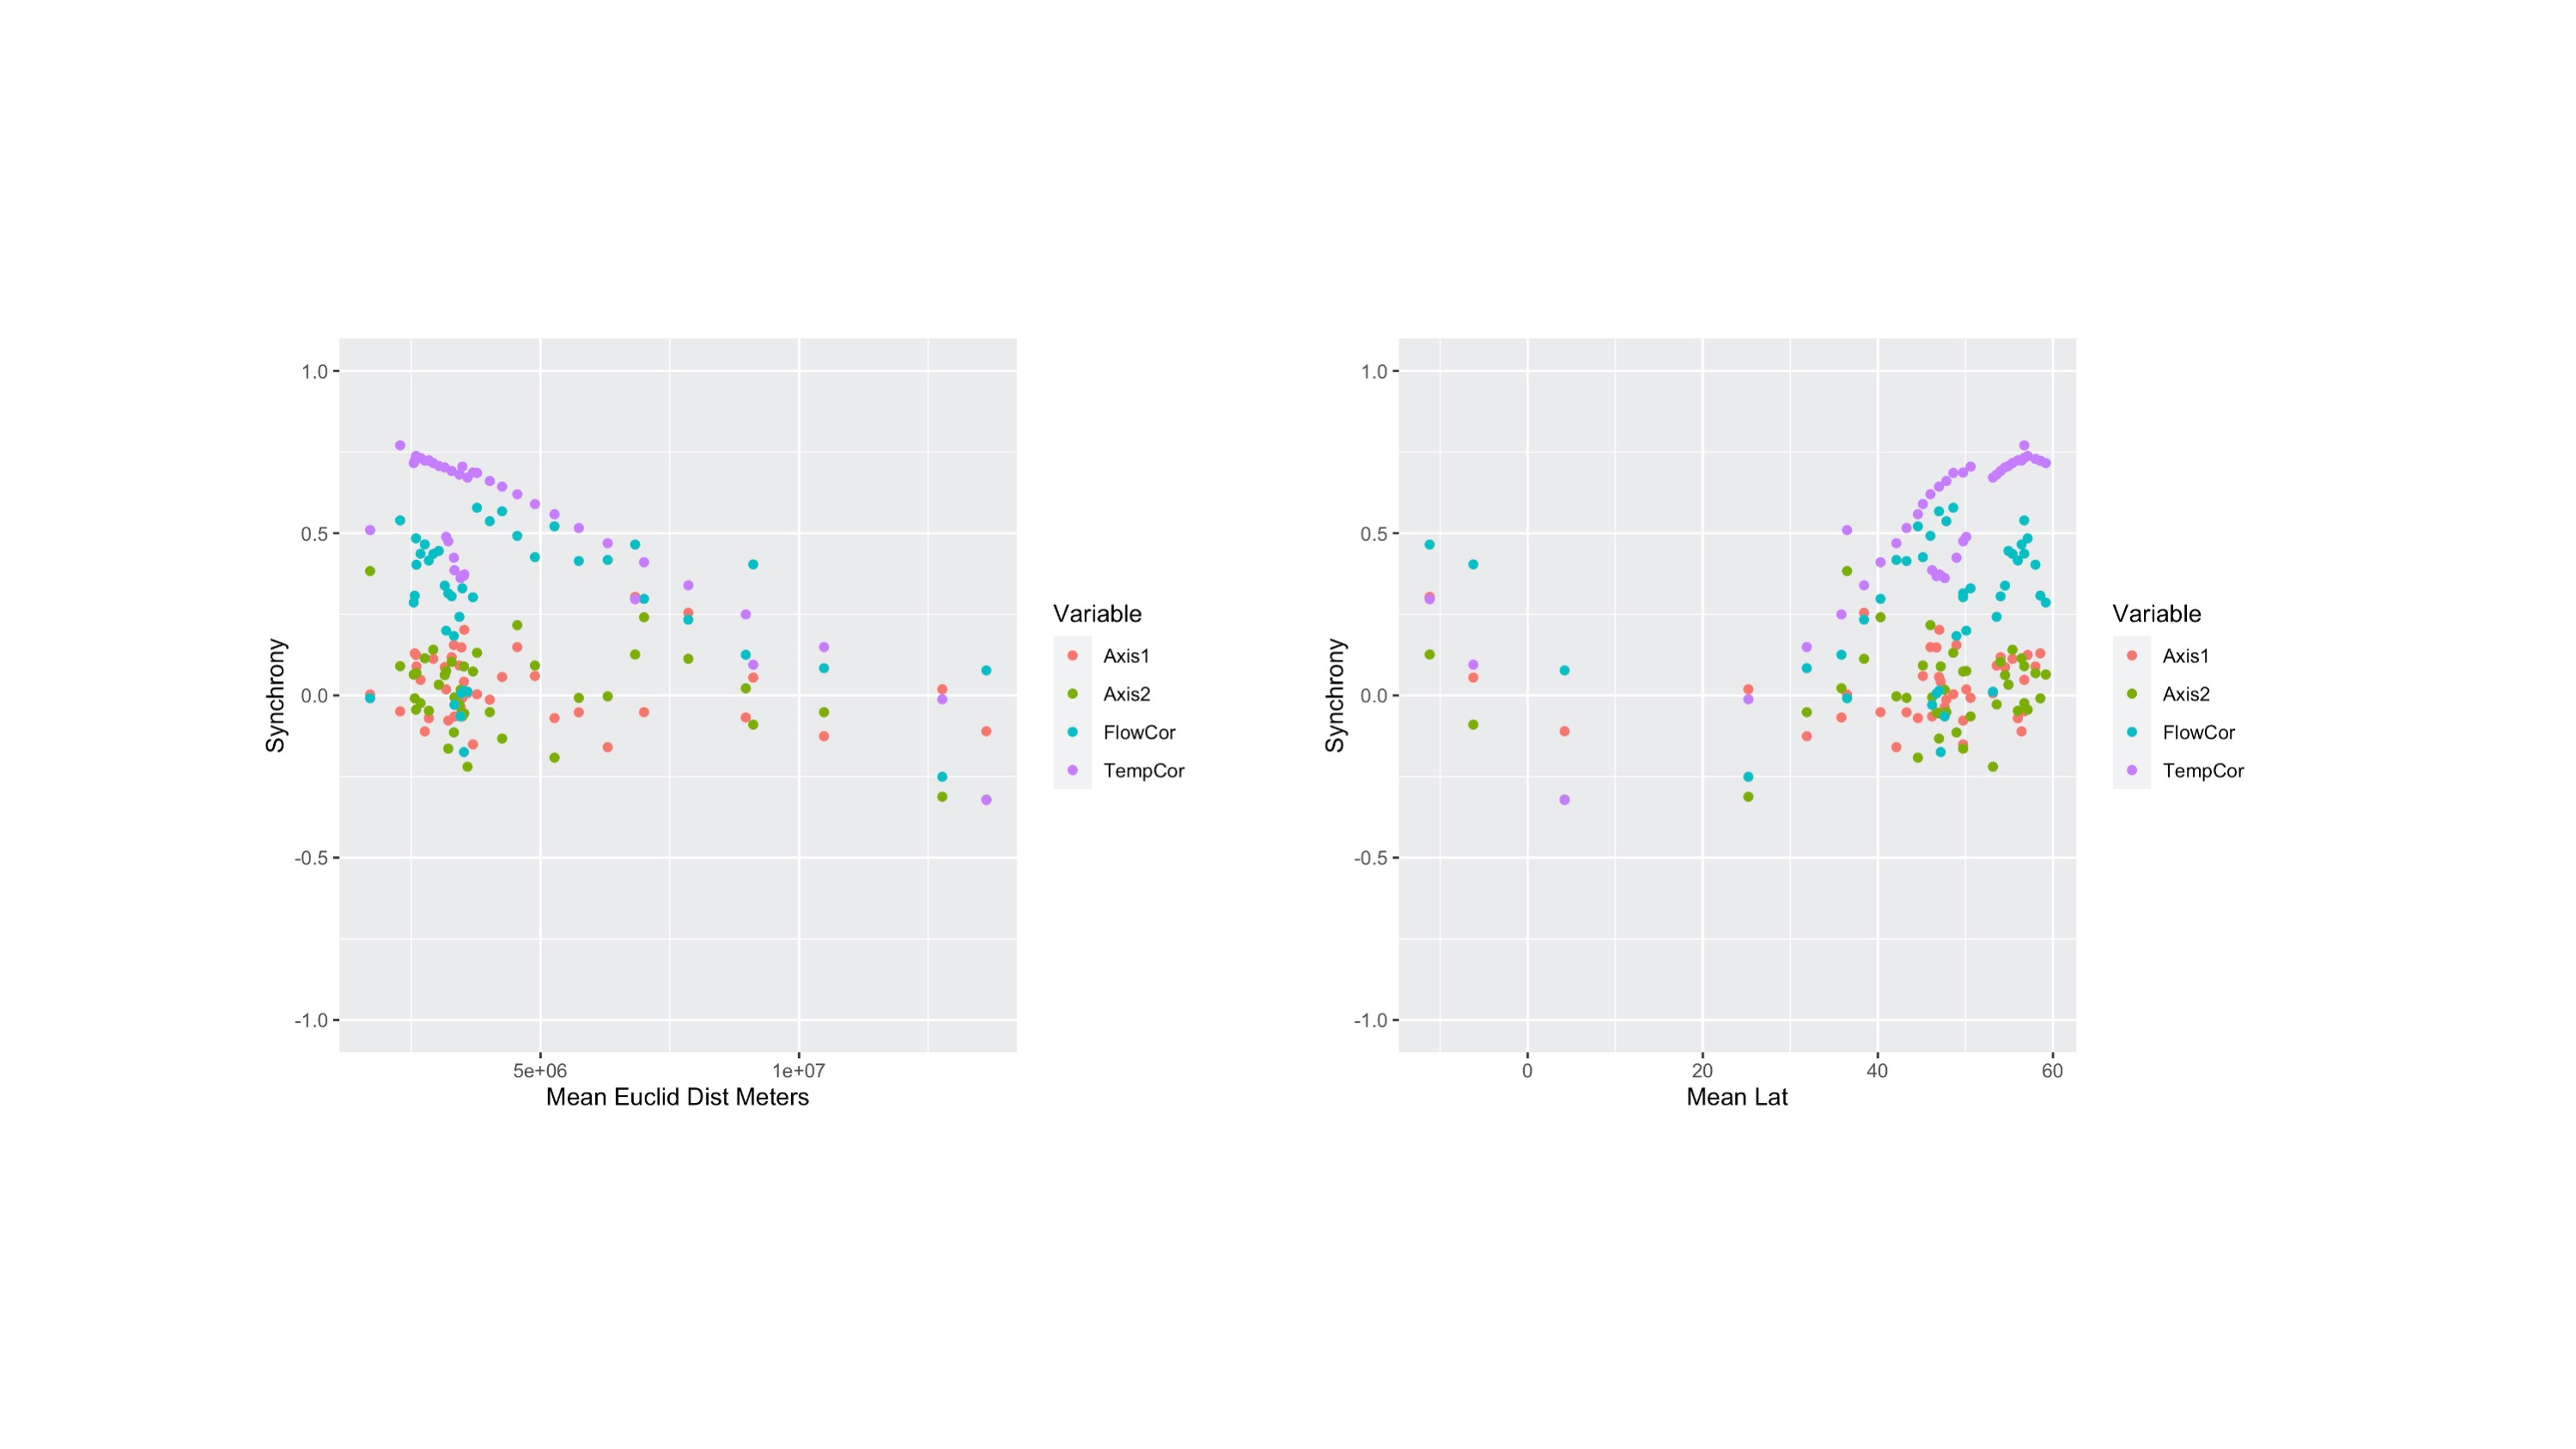 1.0
0.5
0.0
-0.5
-1.0
Synchrony
5e+06 1e+07
Mean Euclid Dist Meters
Variable
Axis1
Axis2
FlowCor
TempCor
1.0
0.5
0.0
-0.5
-1.0
Synchrony
0 20 40 60
Mean Lat
Variable
Axis1
Axis2
FlowCor
TempCor